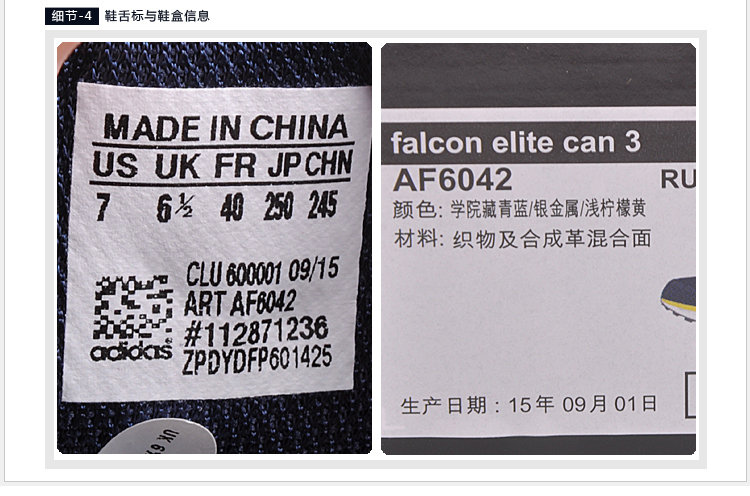 细节-4 鞋舌标与鞋盒信息
MADE IN CHINA
US UK FR JP CHN
7 6½ 40 250 245
CLU 600001 09/15
ART AF6042
#112871236
adidas
ZPDYDFP601425
UK 6½
falcon elite can 3
AF6042 RU
颜色: 学院藏青蓝/银金属/浅柠檬黄
材料: 织物及合成革混合面
生产日期: 15年 09月 01日